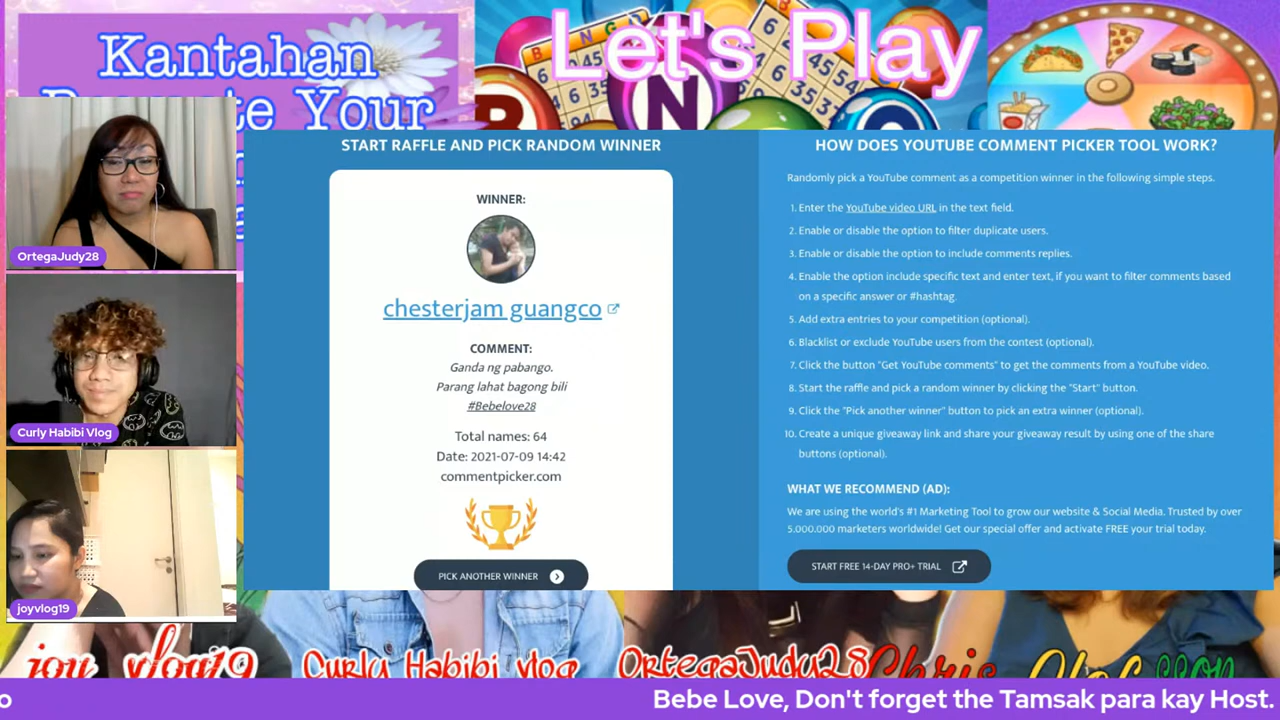 Kantahan
Let's Play
OrtegaJudy28
Curly Habibi Vlog
joyvlog19
START RAFFLE AND PICK RANDOM WINNER
WINNER:
chesterjam guangco
COMMENT:
Ganda ng pabango.
Parang lahat bagong bili
#Bebelove28
Total names: 64
Date: 2021-07-09 14:42
commentpicker.com
PICK ANOTHER WINNER
HOW DOES YOUTUBE COMMENT PICKER TOOL WORK?
Randomly pick a YouTube comment as a competition winner in the following simple steps.
1. Enter the YouTube video URL in the text field.
2. Enable or disable the option to filter duplicate users.
3. Enable or disable the option to include comments replies.
4. Enable the option include specific text and enter text, if you want to filter comments based
on a specific answer or #hashtag.
5. Add extra entries to your competition (optional).
6. Blacklist or exclude YouTube users from the contest (optional).
7. Click the button "Get YouTube comments" to get the comments from a YouTube video.
8. Start the raffle and pick a random winner by clicking the "Start" button.
9. Click the "Pick another winner" button to pick an extra winner (optional).
10. Create a unique giveaway link and share your giveaway result by using one of the share
buttons (optional).
WHAT WE RECOMMEND (AD):
We are using the world's #1 Marketing Tool to grow our website & Social Media. Trusted by over
5.000.000 marketers worldwide! Get our special offer and activate FREE your trial today.
START FREE 14-DAY PRO+ TRIAL
joy vlog19 Curly Habibi vlog OrtegaJudy28 Chris
o Bebe Love, Don't forget the Tamsak para kay Host.